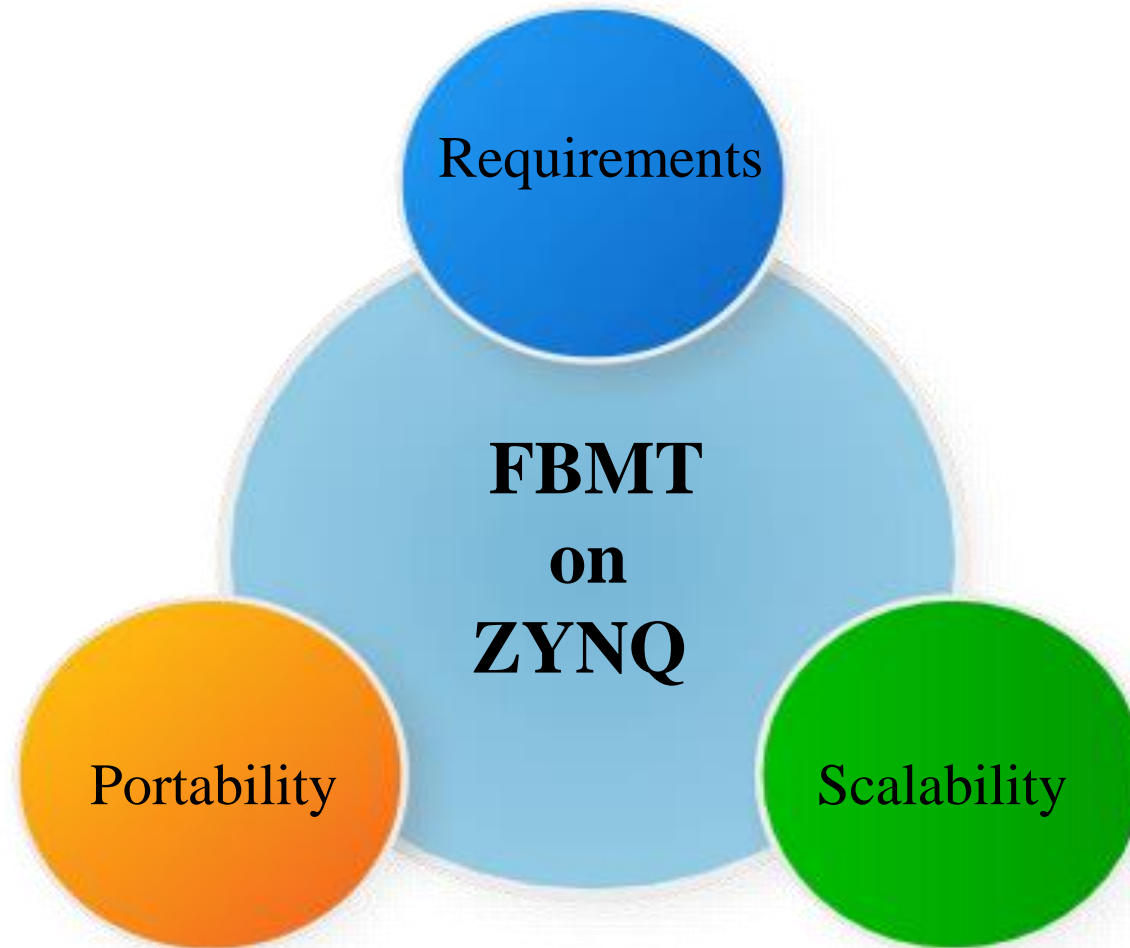 Requirements
FBMT
on
ZYNQ
Portability
Scalability